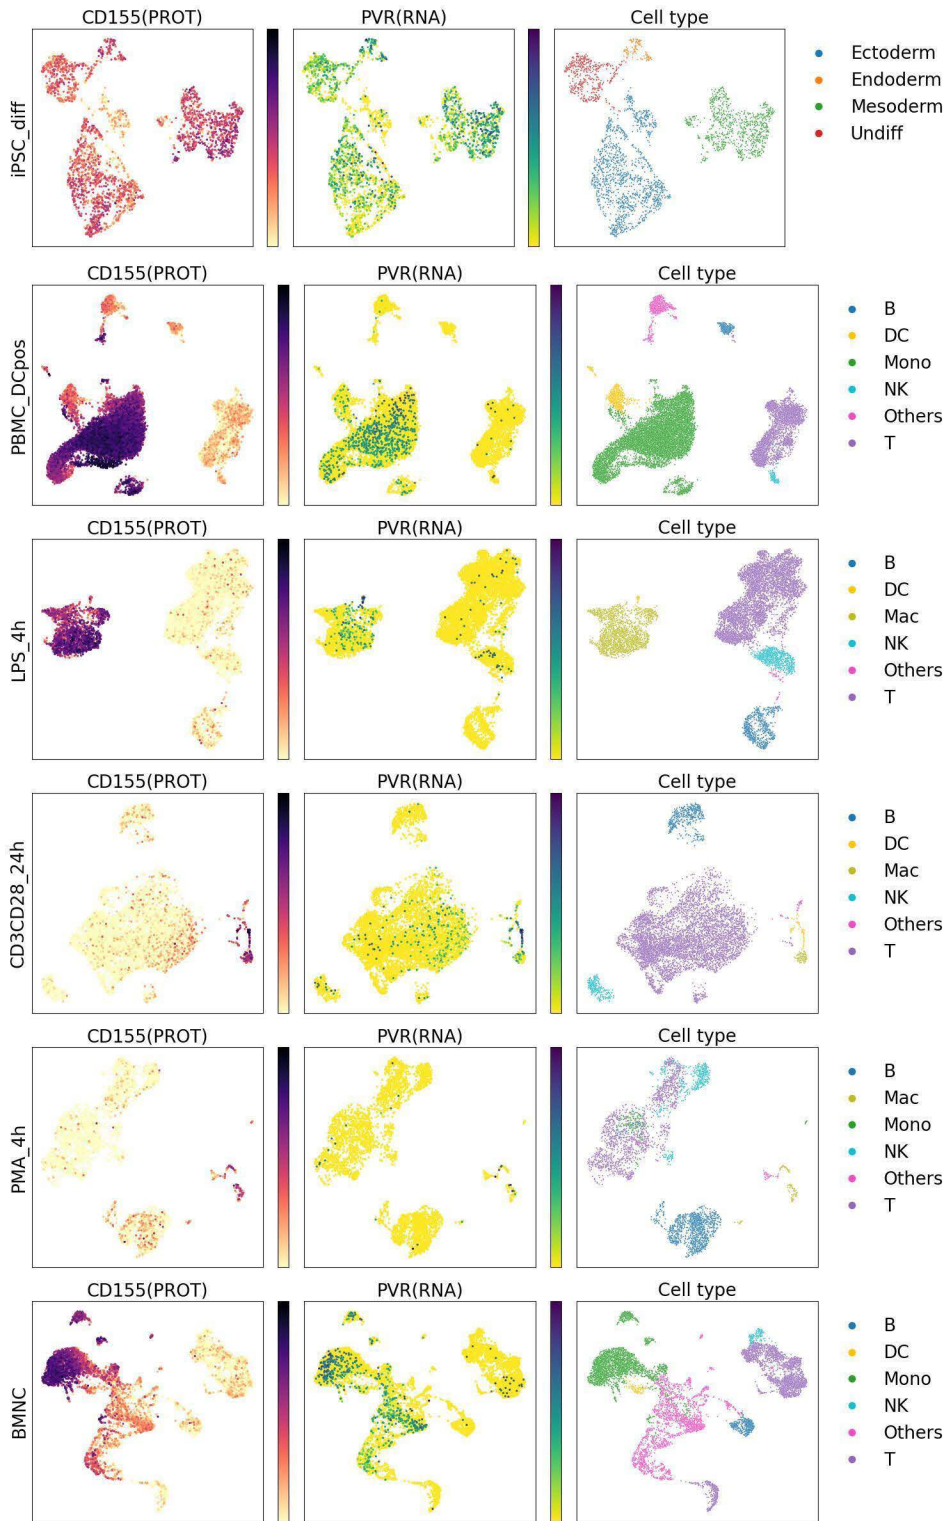 CD155(PROT) PVR(RNA) Cell type
iPSC_diff
Ectoderm
Endoderm
Mesoderm
Undiff
CD155(PROT) PVR(RNA) Cell type
PBMC_DCpos
B
DC
Mono
NK
Others
T
CD155(PROT) PVR(RNA) Cell type
LPS_4h
B
DC
Mac
NK
Others
T
CD155(PROT) PVR(RNA) Cell type
CD3CD28_24h
B
DC
Mac
NK
Others
T
CD155(PROT) PVR(RNA) Cell type
PMA_4h
B
Mac
Mono
NK
Others
T
CD155(PROT) PVR(RNA) Cell type
BMNC
B
DC
Mono
NK
Others
T